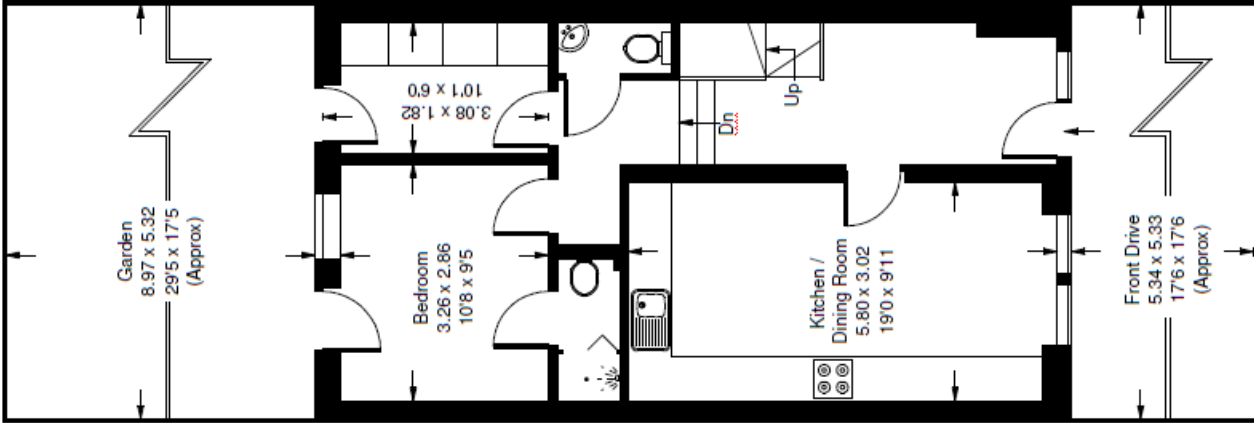 Garden
8.97 x 5.32
29'5 x 17'5
(Approx)
3.08 x 1.82
10'1 x 6'0
Bedroom
3.26 x 2.86
10'8 x 9'5
Dn
Up
Kitchen /
Dining Room
5.80 x 3.02
19'0 x 9'11
Front Drive
5.34 x 5.33
17'6 x 17'6
(Approx)